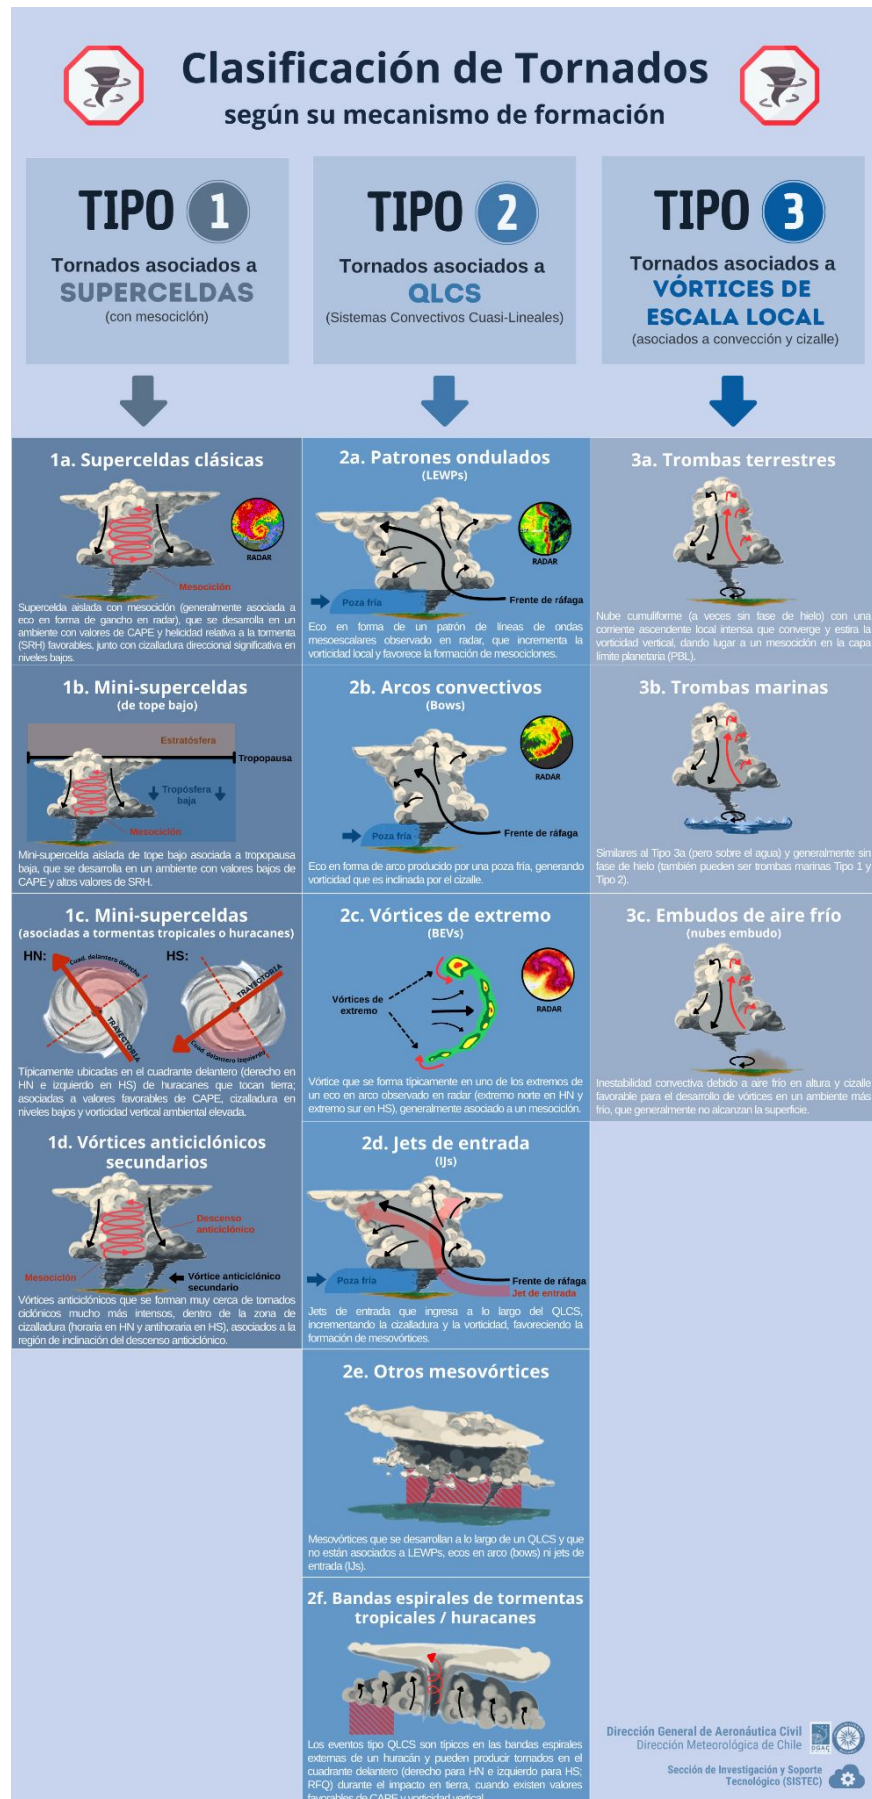 Clasificación de Tornados
según su mecanismo de formación
TIPO 1
Tornados asociados a
SUPERCELDAS
(con mesociclón)
TIPO 2
Tornados asociados a
QLCS
(Sistemas Convectivos Cuasi-Lineales)
TIPO 3
Tornados asociados a
VÓRTICES DE
ESCALA LOCAL
(asociados a convección y cizalle)
1a. Superceldas clásicas
RADAR
Mesociclón
Supercelda aislada con mesociclón (generalmente asociada a
eco en forma de gancho en radar), que se desarrolla en un
ambiente con valores de CAPE y helicidad relativa a la tormenta
(SRH) favorables, junto con cizalladura direccional significativa en
niveles bajos.
1b. Mini-superceldas
(de tope bajo)
Estratósfera
Tropopausa
Tropósfera
baja
Mesociclón
Mini-supercelda aislada de tope bajo asociada a tropopausa
baja, que se desarrolla en un ambiente con valores bajos de
CAPE y altos valores de SRH.
1c. Mini-superceldas
(asociadas a tormentas tropicales o huracanes)
HN:
Cuad. delantero derecho
TRAYECTORIA
HS:
TRAYECTORIA
Cuad. delantero izquierdo
Típicamente ubicadas en el cuadrante delantero (derecho en
HN e izquierdo en HS) de huracanes que tocan tierra;
asociadas a valores favorables de CAPE, cizalladura en
niveles bajos y vorticidad vertical ambiental elevada.
1d. Vórtices anticiclónicos
secundarios
Descenso
anticiclónico
Mesociclón
Vórtice anticiclónico
secundario
Vórtices anticiclónicos que se forman muy cerca de tornados
ciclónicos mucho más intensos, dentro de la zona de
cizalladura (horaria en HN y antihoraria en HS), asociados a la
región de inclinación del descenso anticiclónico.
2a. Patrones ondulados
(LEWPs)
RADAR
Poza fría
Frente de ráfaga
Eco en forma de un patrón de líneas de ondas
mesoescalares observado en radar, que incrementa la
vorticidad local y favorece la formación de mesociclones.
2b. Arcos convectivos
(Bows)
RADAR
Poza fría
Frente de ráfaga
Eco en forma de arco producido por una poza fría, generando
vorticidad que es inclinada por el cizalle.
2c. Vórtices de extremo
(BEVs)
Vórtices de
extremo
RADAR
Vórtice que se forma típicamente en uno de los extremos de
un eco en arco observado en radar (extremo norte en HN y
extremo sur en HS), generalmente asociado a un mesociclón.
2d. Jets de entrada
(IJs)
Poza fría
Frente de ráfaga
Jet de entrada
Jets de entrada que ingresa a lo largo del QLCS,
incrementando la cizalladura y la vorticidad, favoreciendo la
formación de mesovórtices.
2e. Otros mesovórtices
Mesovórtices que se desarrollan a lo largo de un QLCS y que
no están asociados a LEWPs, ecos en arco (bows) ni jets de
entrada (IJs).
2f. Bandas espirales de tormentas
tropicales / huracanes
Los eventos tipo QLCS son típicos en las bandas espirales
externas de un huracán y pueden producir tornados en el
cuadrante delantero (derecho para HN e izquierdo para HS;
RFQ) durante el impacto en tierra, cuando existen valores
favorables de CAPE y vorticidad vertical.
3a. Trombas terrestres
Nube cumuliforme (a veces sin fase de hielo) con una
corriente ascendente local intensa que converge y estira la
vorticidad vertical, dando lugar a un mesociclón en la capa
límite planetaria (PBL).
3b. Trombas marinas
Similares al Tipo 3a (pero sobre el agua) y generalmente sin
fase de hielo (también pueden ser trombas marinas Tipo 1 y
Tipo 2).
3c. Embudos de aire frío
(nubes embudo)
Inestabilidad convectiva debido a aire frío en altura y cizalle
favorable para el desarrollo de vórtices en un ambiente más
frío, que generalmente no alcanzan la superficie.
Dirección General de Aeronáutica Civil
Dirección Meteorológica de Chile
DGAC
Sección de Investigación y Soporte
Tecnológico (SISTEC)